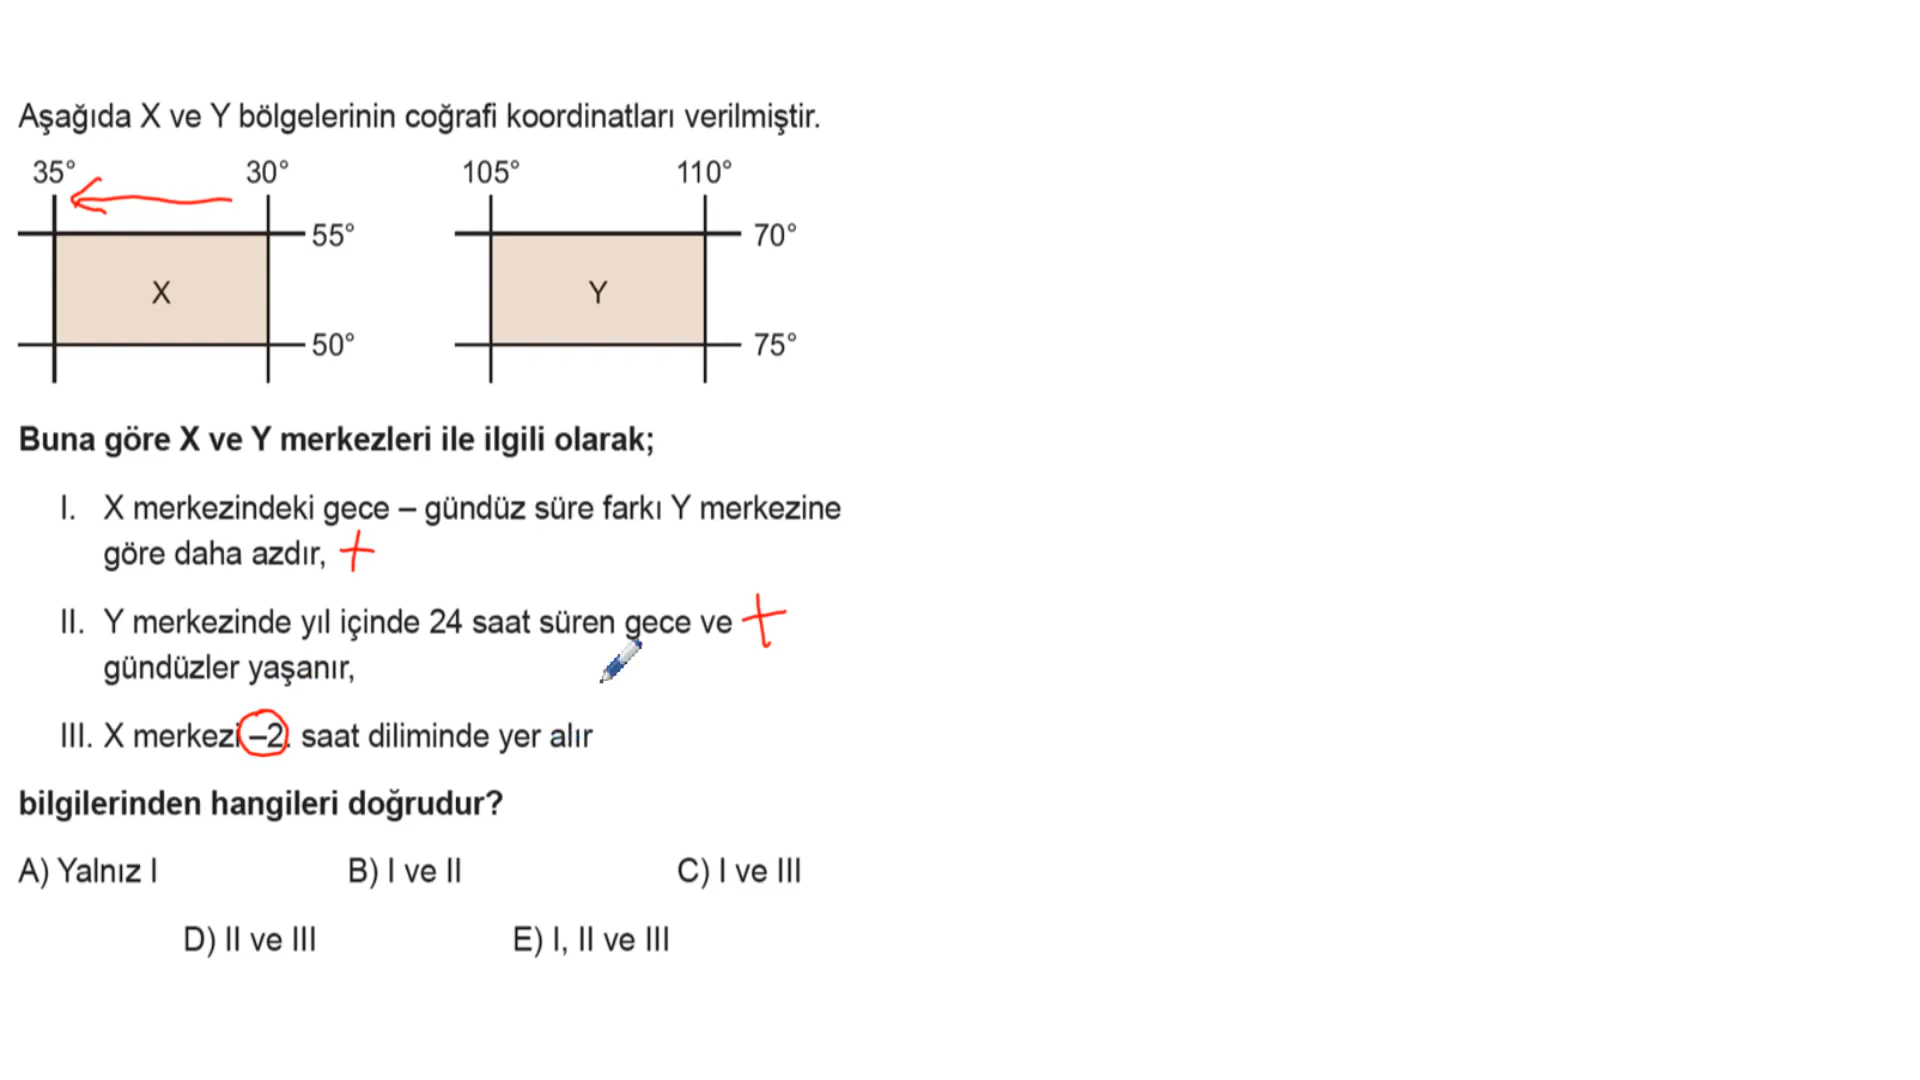 Aşağıda X ve Y bölgelerinin coğrafi koordinatları verilmiştir.
35° 30° 105° 110°
55° 70°
X Y
50° 75°
Buna göre X ve Y merkezleri ile ilgili olarak;
I. X merkezindeki gece – gündüz süre farkı Y merkezine
göre daha azdır, +
II. Y merkezinde yıl içinde 24 saat süren gece ve +
gündüzler yaşanır,
III. X merkezi –2. saat diliminde yer alır
bilgilerinden hangileri doğrudur?
A) Yalnız I B) I ve II C) I ve III
D) II ve III E) I, II ve III